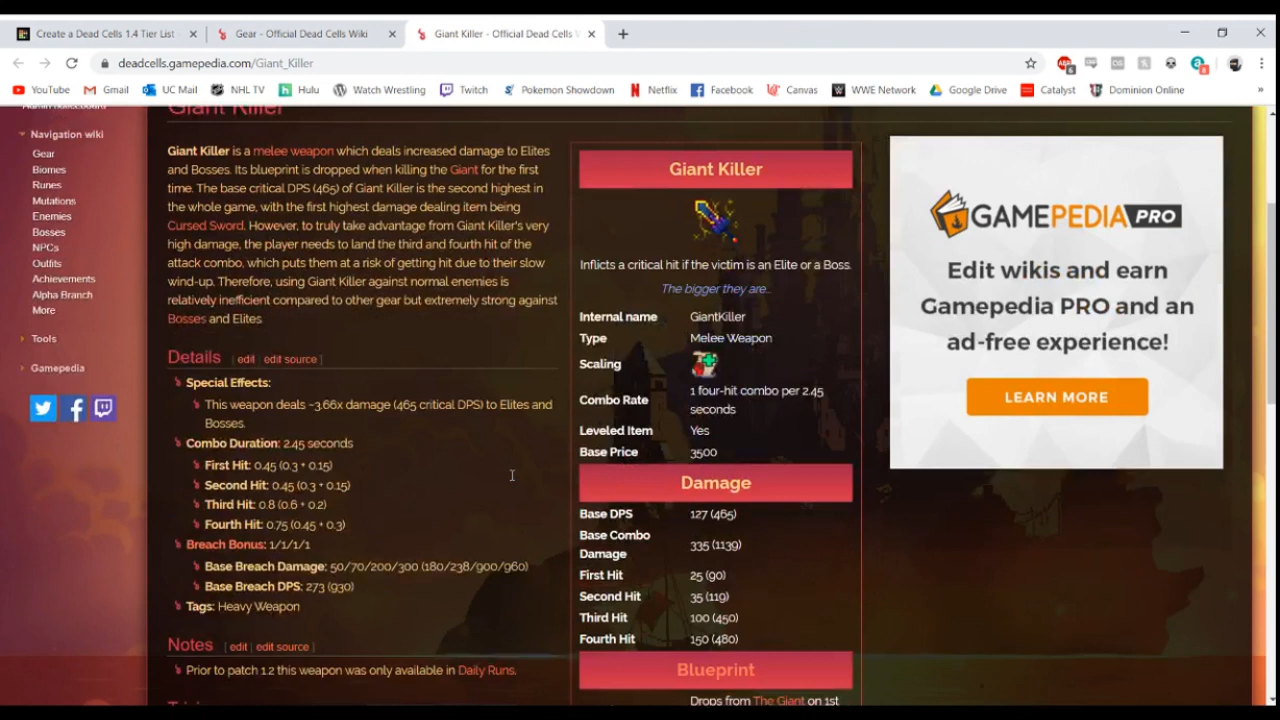 Create a Dead Cells 1.4 Tier List
Gear - Official Dead Cells Wiki
Giant Killer - Official Dead Cells
deadcells.gamepedia.com/Giant_Killer
YouTube
Gmail
UC Mail
NHL TV
Hulu
Watch Wrestling
Twitch
Pokemon Showdown
Netflix
Facebook
Canvas
WWE Network
Google Drive
Catalyst
Dominion Online
Giant Killer
Navigation wiki
Gear
Biomes
Runes
Mutations
Enemies
Bosses
NPCs
Outfits
Achievements
Alpha Branch
More
Tools
Gamepedia
Giant Killer is a melee weapon which deals increased damage to Elites
and Bosses. Its blueprint is dropped when killing the Giant for the first
time. The base critical DPS (465) of Giant Killer is the second highest in
the whole game, with the first highest damage dealing item being
Cursed Sword. However, to truly take advantage from Giant Killer's very
high damage, the player needs to land the third and fourth hit of the
attack combo, which puts them at a risk of getting hit due to their slow
wind-up. Therefore, using Giant Killer against normal enemies is
relatively inefficient compared to other gear but extremely strong against
Bosses and Elites.
Details [ edit | edit source ]
Special Effects:
This weapon deals ~3.66x damage (465 critical DPS) to Elites and
Bosses.
Combo Duration: 2.45 seconds
First Hit: 0.45 (0.3 + 0.15)
Second Hit: 0.45 (0.3 + 0.15)
Third Hit: 0.8 (0.6 + 0.2)
Fourth Hit: 0.75 (0.45 + 0.3)
Breach Bonus: 1/1/1/1
Base Breach Damage: 50/70/200/300 (180/238/900/960)
Base Breach DPS: 273 (930)
Tags: Heavy Weapon
Notes [ edit | edit source ]
Prior to patch 1.2 this weapon was only available in Daily Runs.
Giant Killer
Inflicts a critical hit if the victim is an Elite or a Boss.
The bigger they are...
Internal name GiantKiller
Type Melee Weapon
Scaling
Combo Rate 1 four-hit combo per 2.45
seconds
Leveled Item Yes
Base Price 3500
Damage
Base DPS 127 (465)
Base Combo
Damage 335 (1139)
First Hit 25 (90)
Second Hit 35 (119)
Third Hit 100 (450)
Fourth Hit 150 (480)
Blueprint
Drops from The Giant on 1st
GAMEPEDIA PRO
Edit wikis and earn
Gamepedia PRO and an
ad-free experience!
LEARN MORE